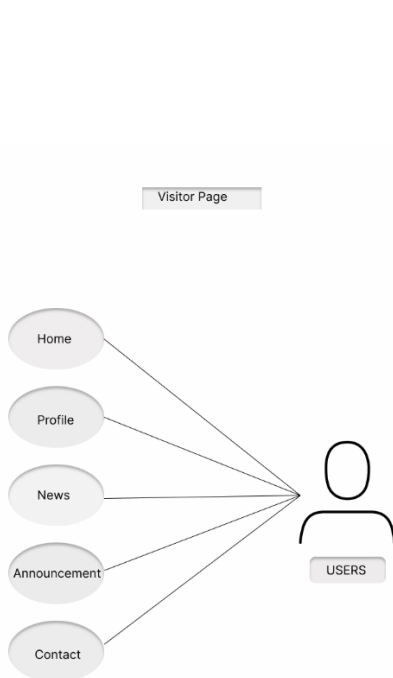 Visitor Page
Home
Profile
News
Announcement
Contact
USERS